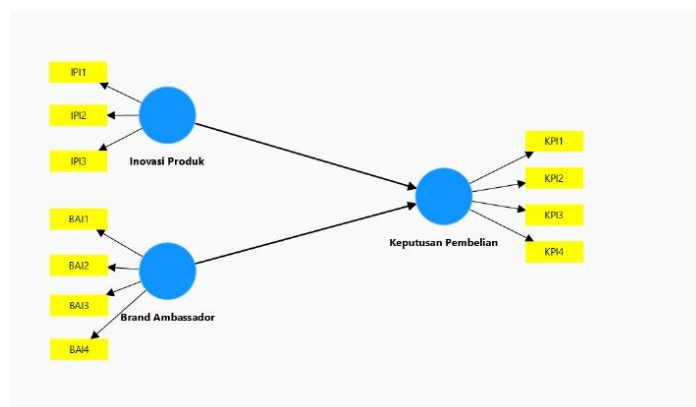 IPI1
IPI2
IPI3
Inovasi Produk
BAI1
BAI2
BAI3
Brand Ambassador
BAI4
KPI1
KPI2
KPI3
Keputusan Pembelian
KPI4